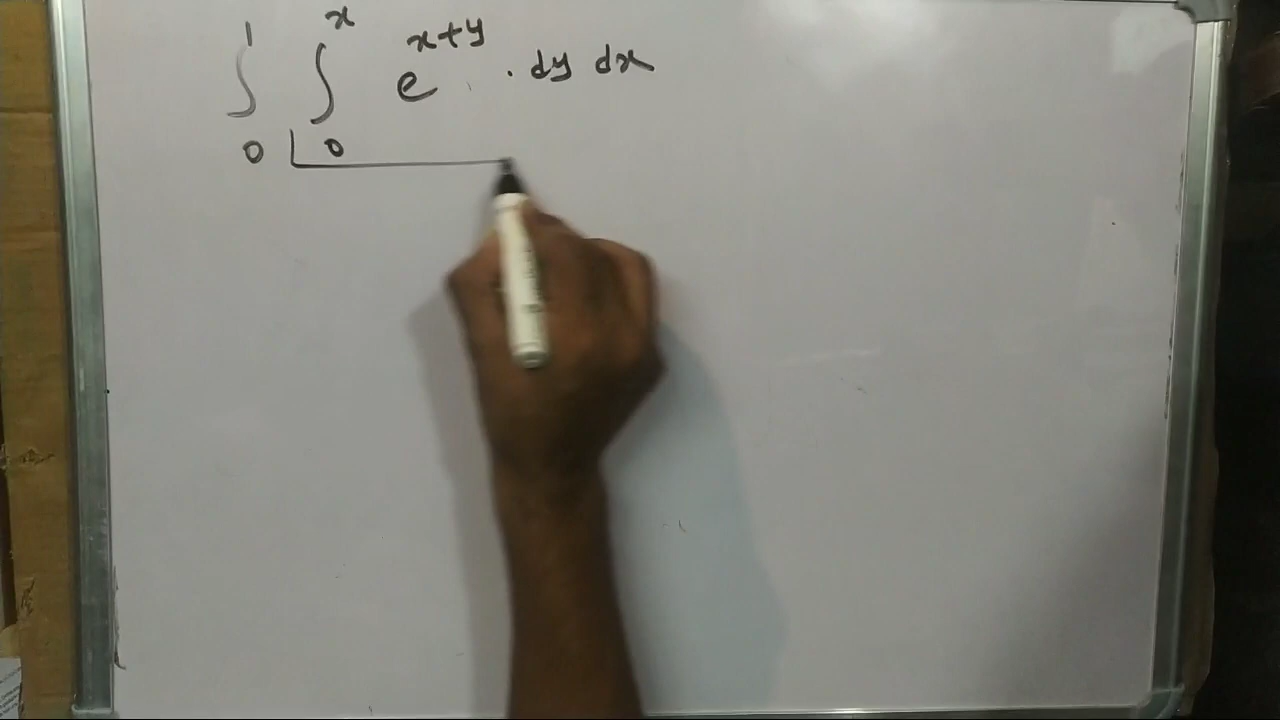 ∫₀¹ ∫₀ˣ e^{x+y} . dy dx